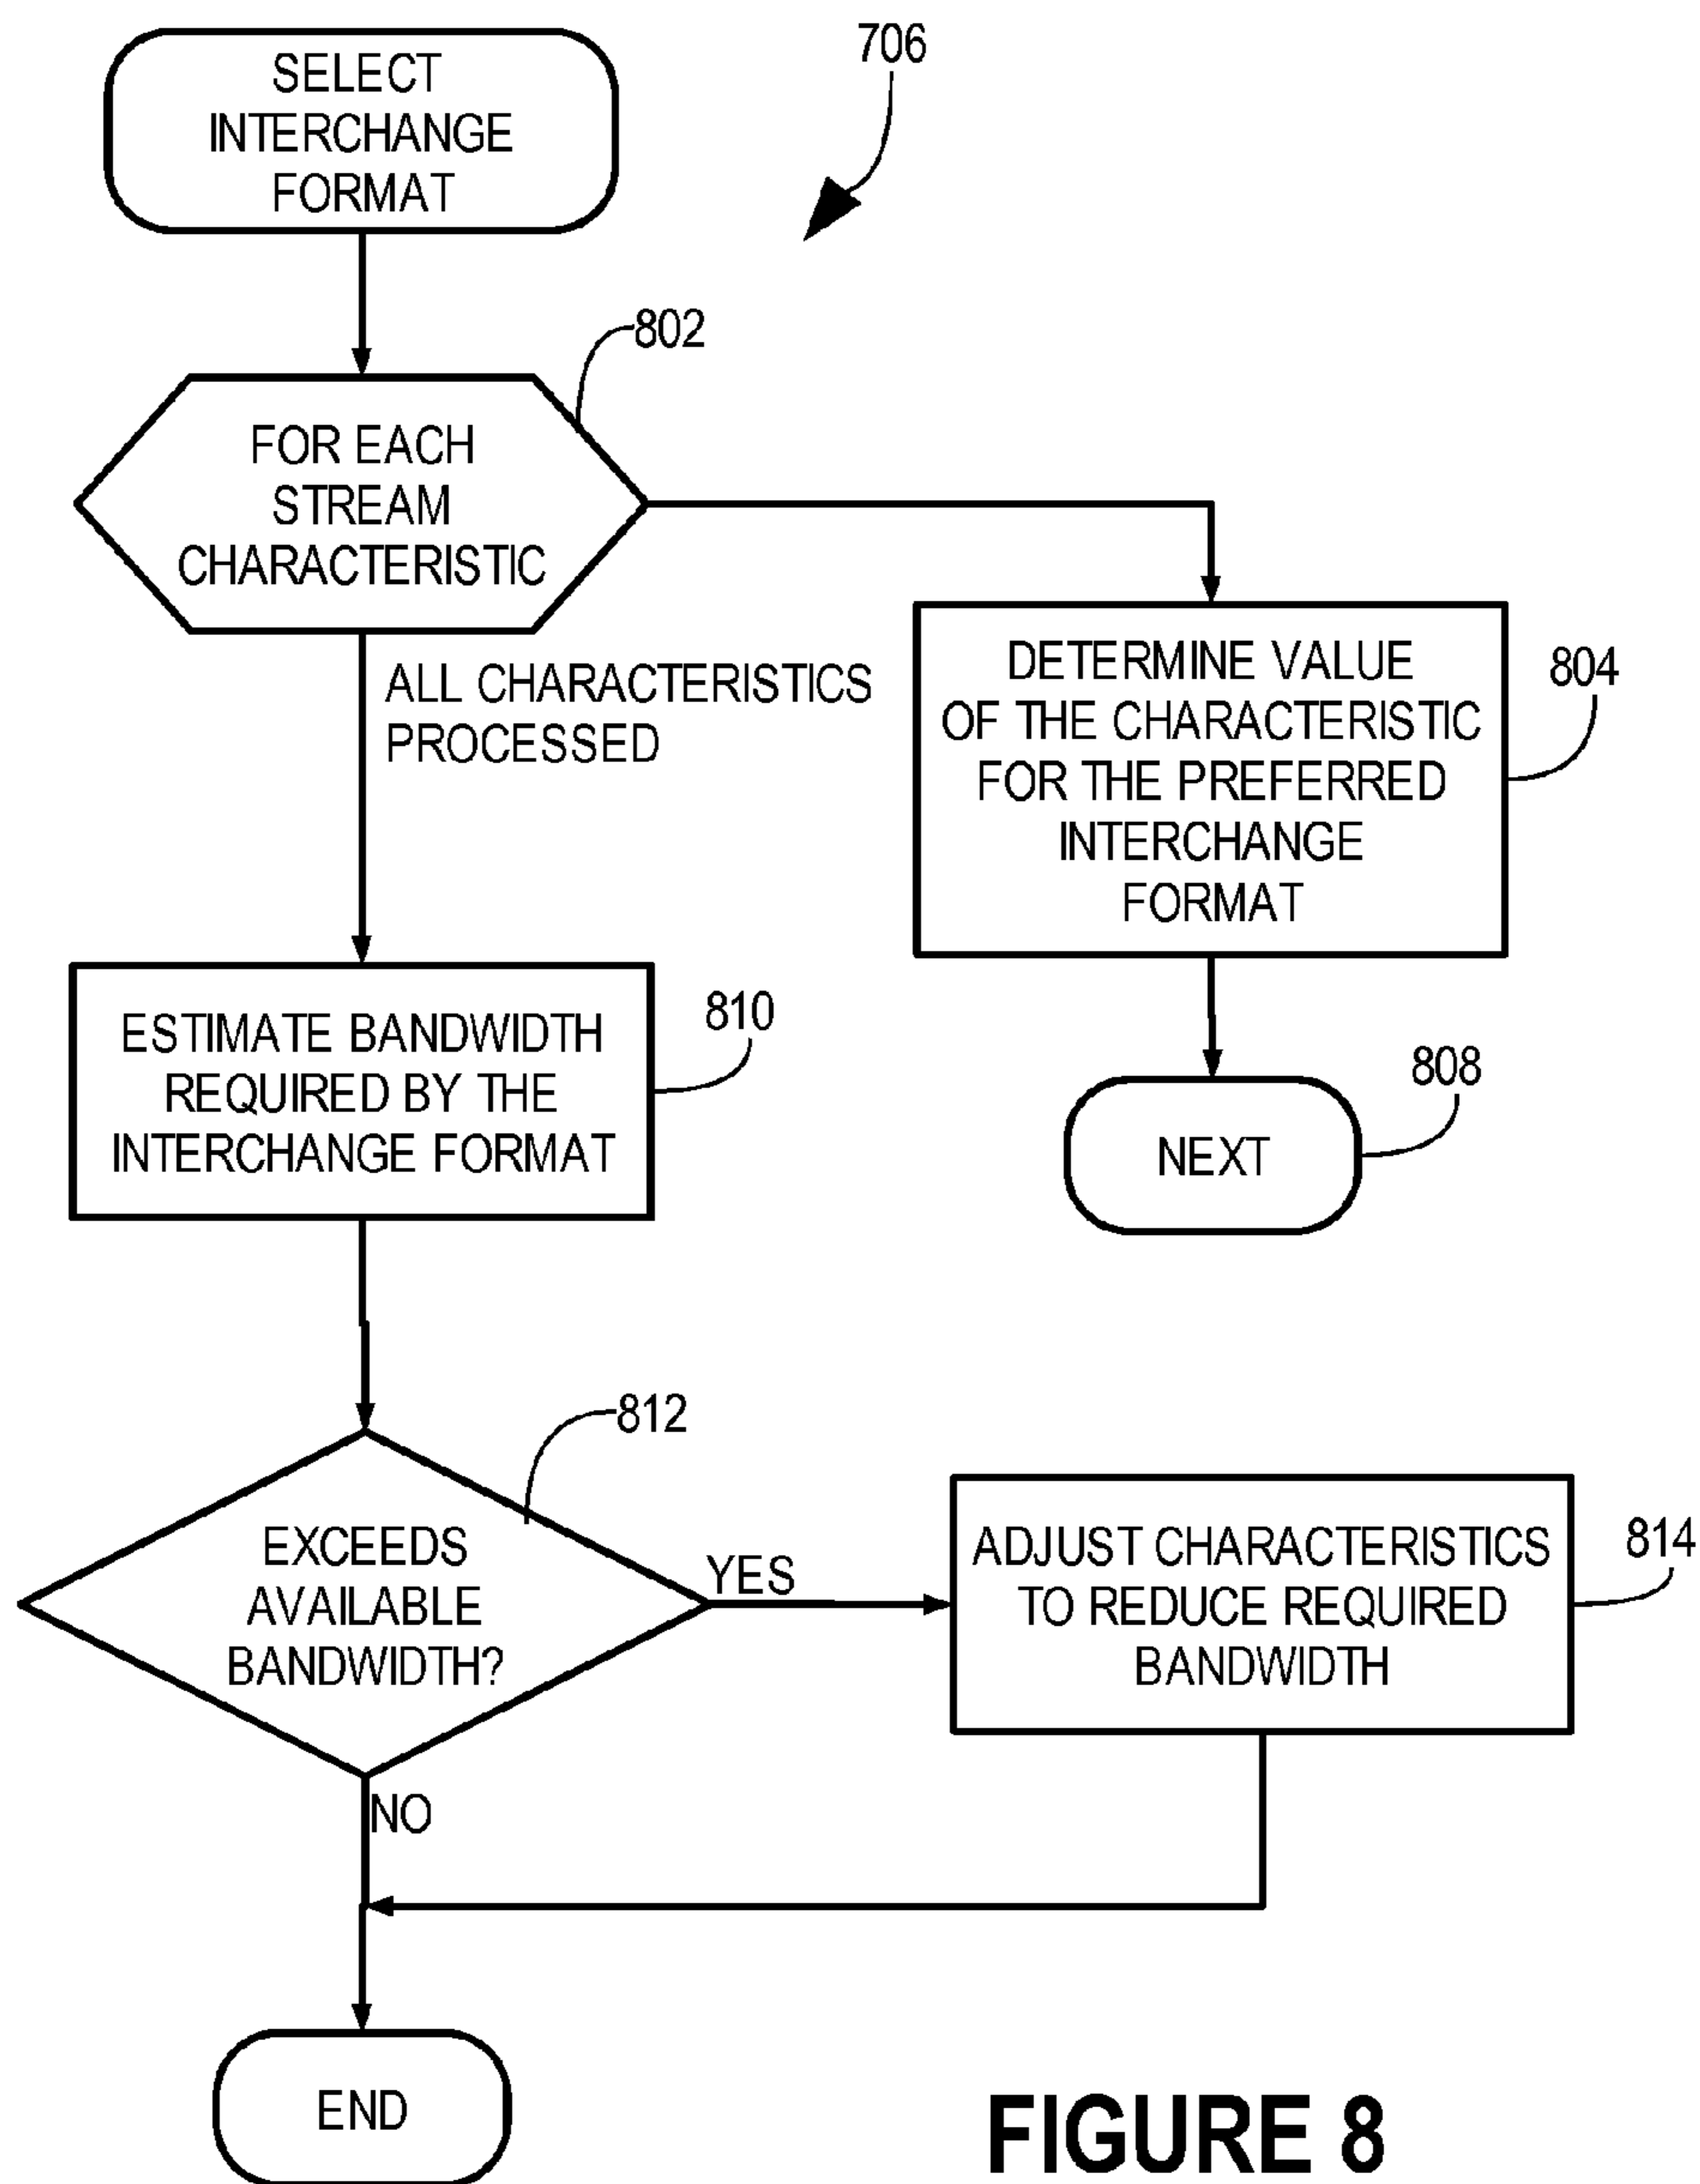 SELECT
INTERCHANGE
FORMAT
706
802
FOR EACH
STREAM
CHARACTERISTIC
ALL CHARACTERISTICS
PROCESSED
DETERMINE VALUE
OF THE CHARACTERISTIC
FOR THE PREFERRED
INTERCHANGE
FORMAT
804
ESTIMATE BANDWIDTH
REQUIRED BY THE
INTERCHANGE FORMAT
810
NEXT
808
812
EXCEEDS
AVAILABLE
BANDWIDTH?
YES
ADJUST CHARACTERISTICS
TO REDUCE REQUIRED
BANDWIDTH
814
NO
END
FIGURE 8